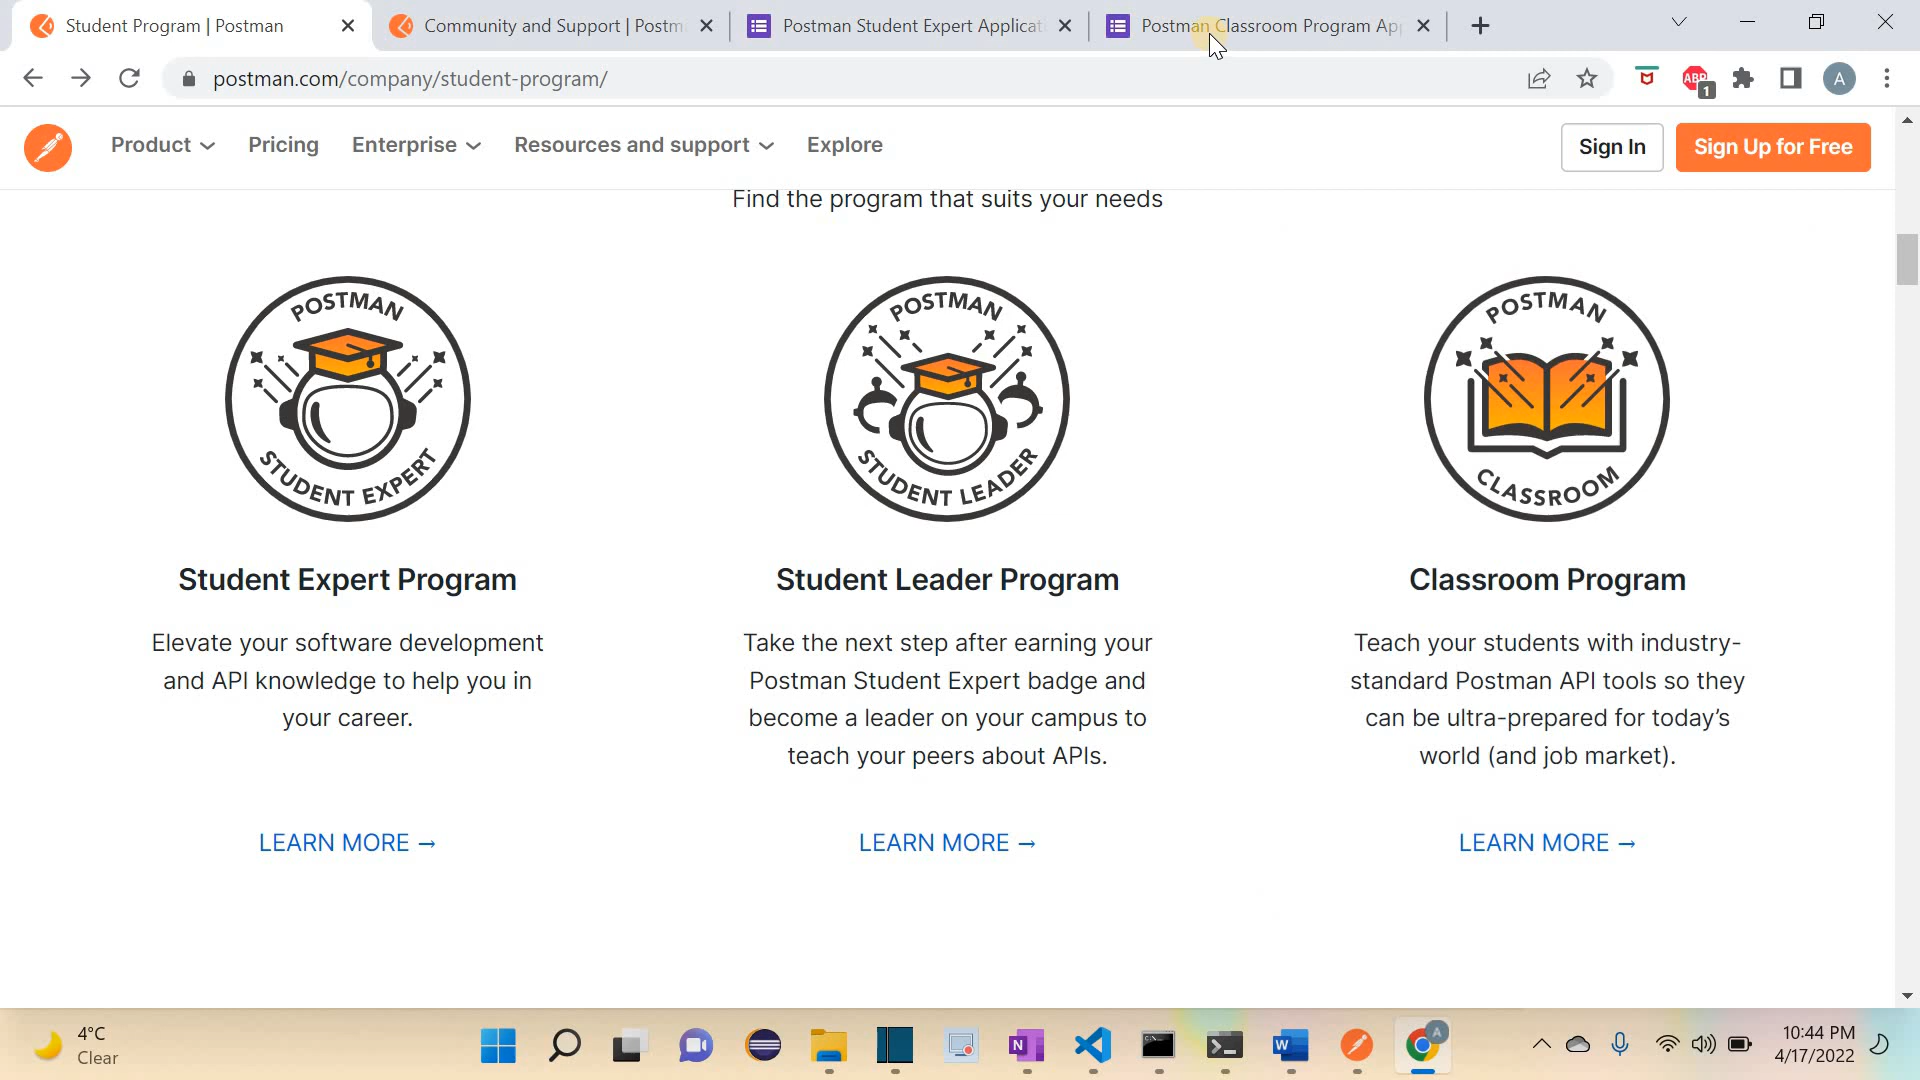 Student Program | Postman
Community and Support | Postm
Postman Student Expert Applicat
Postman Classroom Program Ap
postman.com/company/student-program/
ABP
1
A
Product
Pricing
Enterprise
Resources and support
Explore
Sign In
Sign Up for Free
Find the program that suits your needs
POSTMAN
STUDENT EXPERT
POSTMAN
STUDENT LEADER
POSTMAN
CLASSROOM
Student Expert Program
Elevate your software development
and API knowledge to help you in
your career.
LEARN MORE →
Student Leader Program
Take the next step after earning your
Postman Student Expert badge and
become a leader on your campus to
teach your peers about APIs.
LEARN MORE →
Classroom Program
Teach your students with industry-
standard Postman API tools so they
can be ultra-prepared for today’s
world (and job market).
LEARN MORE →
4°C
Clear
N
W
A
10:44 PM
4/17/2022